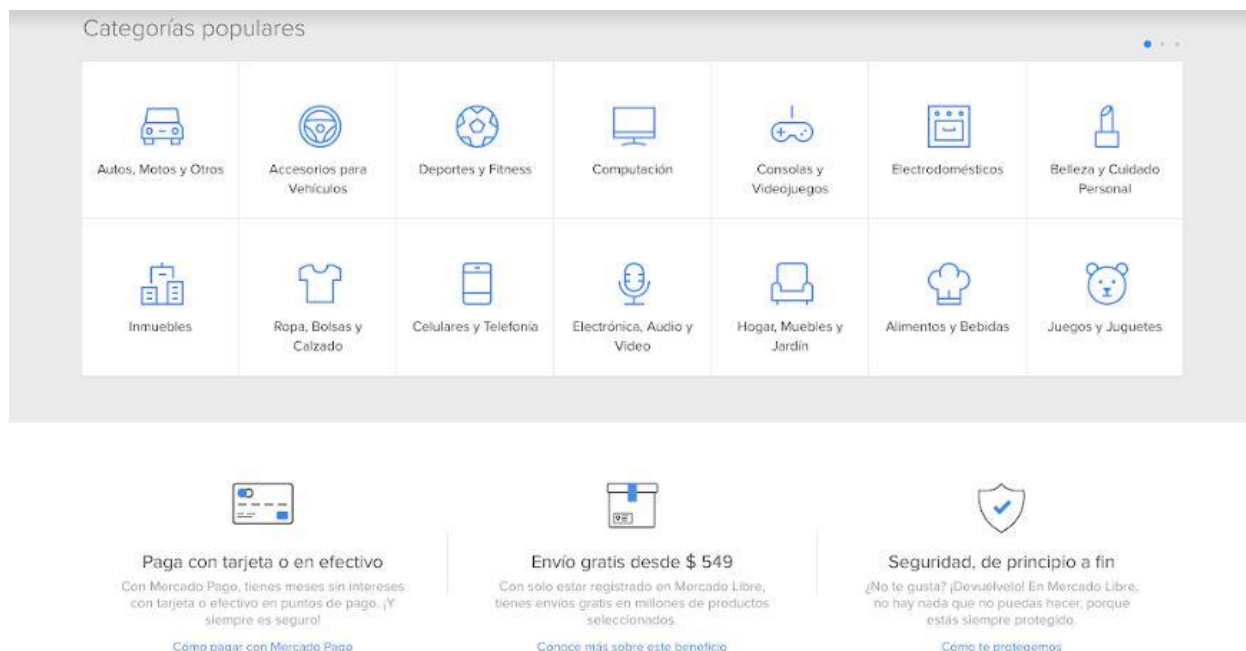 Categorías populares
Autos, Motos y Otros
Accesorios para
Vehículos
Deportes y Fitness
Computación
Consolas y
Videojuegos
Electrodomésticos
Belleza y Cuidado
Personal
Inmuebles
Ropa, Bolsas y
Calzado
Celulares y Telefonía
Electrónica, Audio y
Video
Hogar, Muebles y
Jardín
Alimentos y Bebidas
Juegos y Juguetes
Paga con tarjeta o en efectivo
Con Mercado Pago, tienes meses sin intereses
con tarjeta o efectivo en puntos de pago. ¡Y
siempre es seguro!
Cómo pagar con Mercado Pago
Envío gratis desde $ 549
Con solo estar registrado en Mercado Libre,
tienes envíos gratis en millones de productos
seleccionados.
Conoce más sobre este beneficio
Seguridad, de principio a fin
¿No te gusta? ¡Devuélvelo! En Mercado Libre,
no hay nada que no puedas hacer, porque
estás siempre protegido.
Cómo te protegemos